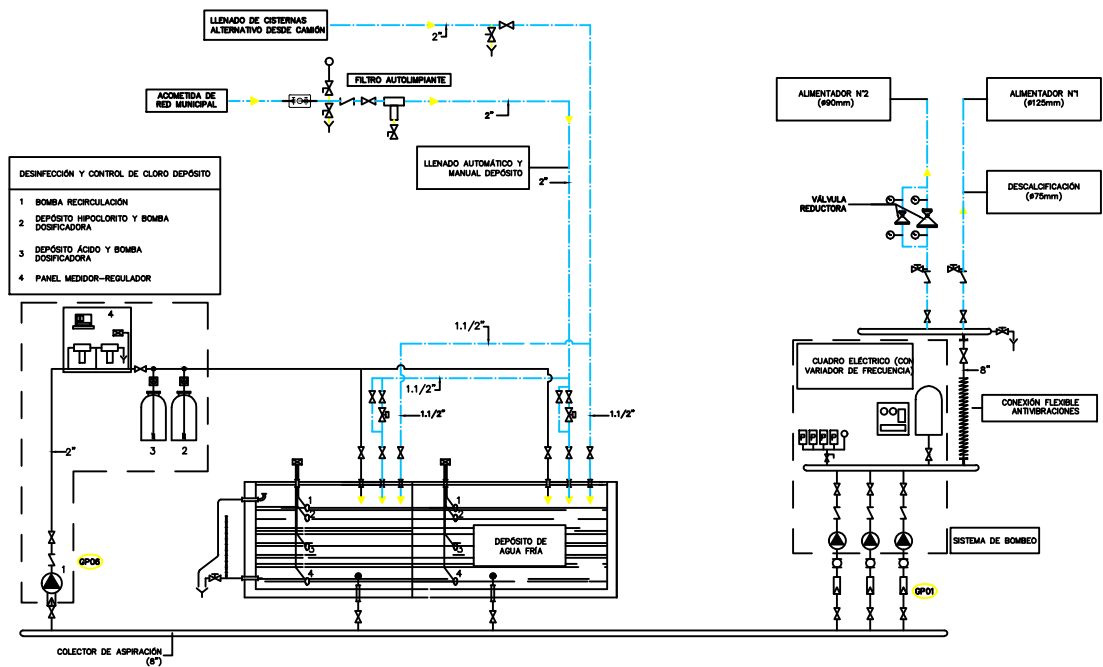 LLENADO DE CISTERNAS
ALTERNATIVO DESDE CAMIÓN
2"
FILTRO AUTOLIMPIANTE
ACOMETIDA DE
RED MUNICIPAL
2"
ALIMENTADOR N°2
(ø90mm)
ALIMENTADOR N°1
(ø125mm)
LLENADO AUTOMÁTICO Y
MANUAL DEPÓSITO
2"
DESINFECCIÓN Y CONTROL DE CLORO DEPÓSITO
1 BOMBA RECIRCULACIÓN
2 DEPÓSITO HIPOCLORITO Y BOMBA
DOSIFICADORA
3 DEPÓSITO ÁCIDO Y BOMBA
DOSIFICADORA
4 PANEL MEDIDOR-REGULADOR
DESCALCIFICACIÓN
(ø75mm)
VÁLVULA
REDUCTORA
4
1.1/2"
1.1/2"
1.1/2"
1.1/2"
CUADRO ELÉCTRICO (CON
VARIADOR DE FRECUENCIA)
8"
CONEXIÓN FLEXIBLE
ANTIVIBRACIONES
P P P P
3
2
2"
1
2
3
4
1
2
3
4
DEPÓSITO DE
AGUA FRÍA
SISTEMA DE BOMBEO
GP06
1
GP01
COLECTOR DE ASPIRACIÓN
(8")